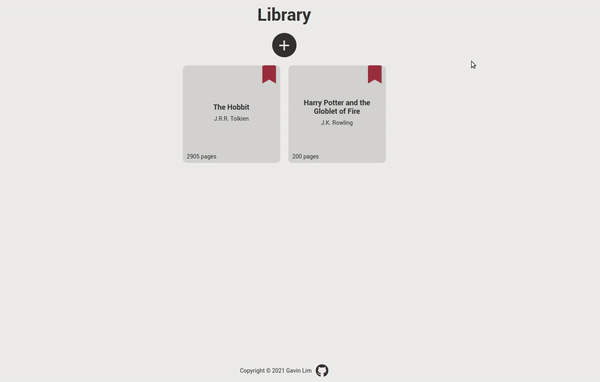 Library
The Hobbit
J.R.R. Tolkien
2905 pages
Harry Potter and the
Globlet of Fire
J.K. Rowling
200 pages
Copyright © 2021 Gavin Lim